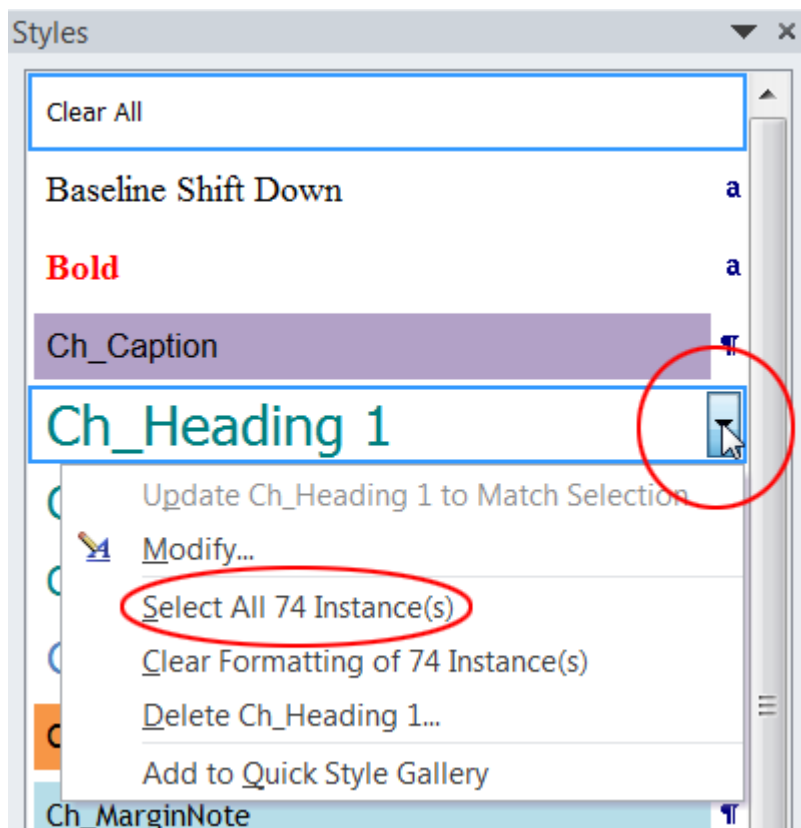 Styles
Clear All
Baseline Shift Down a
Bold a
Ch_Caption ¶
Ch_Heading 1
Update Ch_Heading 1 to Match Selection
Modify...
Select All 74 Instance(s)
Clear Formatting of 74 Instance(s)
Delete Ch_Heading 1...
Add to Quick Style Gallery
Ch_MarginNote ¶